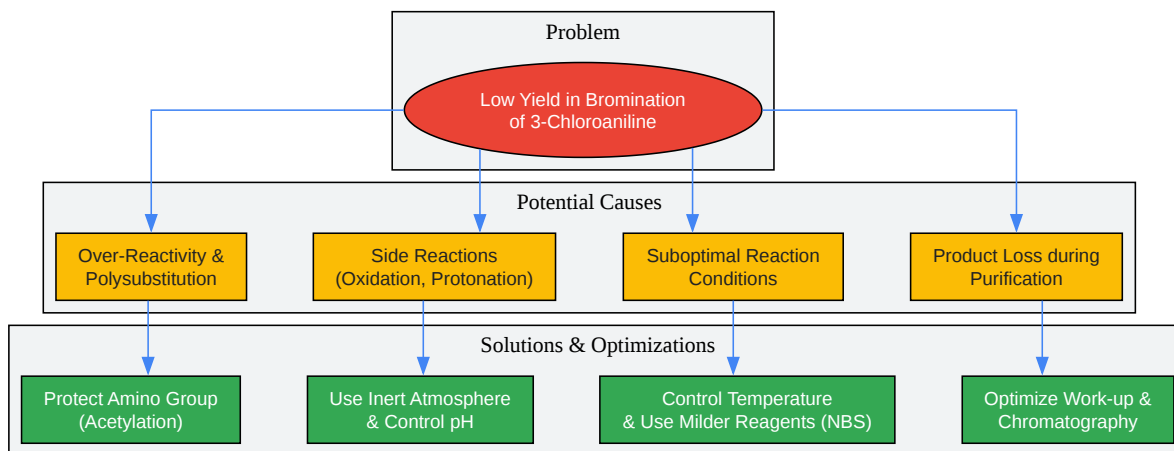 Problem
Low Yield in Bromination
of 3-Chloroaniline
Potential Causes
Over-Reactivity &
Polysubstitution
Side Reactions
(Oxidation, Protonation)
Suboptimal Reaction
Conditions
Product Loss during
Purification
Solutions & Optimizations
Protect Amino Group
(Acetylation)
Use Inert Atmosphere
& Control pH
Control Temperature
& Use Milder Reagents (NBS)
Optimize Work-up &
Chromatography